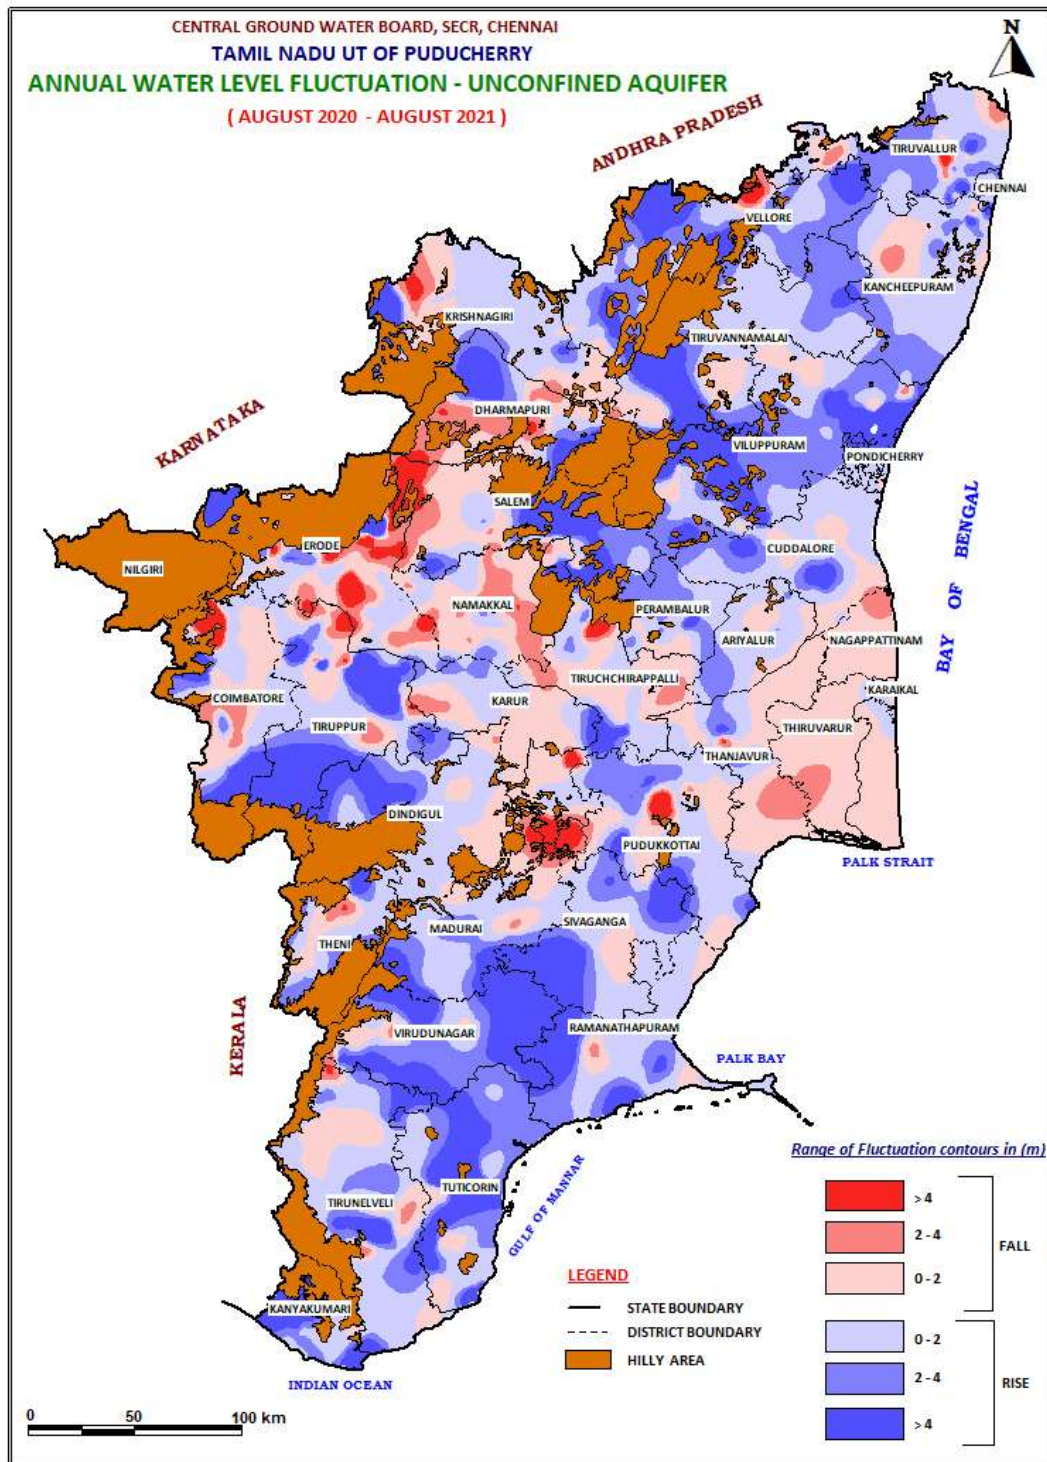 CENTRAL GROUND WATER BOARD, SECR, CHENNAI
TAMIL NADU UT OF PUDUCHERRY
ANNUAL WATER LEVEL FLUCTUATION - UNCONFINED AQUIFER
( AUGUST 2020 - AUGUST 2021 )
N
ANDHRA PRADESH
TIRUVALLUR
CHENNAI
VELLORE
KANCHEEPURAM
KRISHNAGIRI
TIRUVANNAMALAI
KARNATAKA
DHARMAPURI
VILUPPURAM
PONDICHERRY
SALEM
BAY OF BENGAL
ERODE
CUDDALORE
NILGIRI
NAMAKKAL
PERAMBALUR
ARIYALUR
NAGAPPATTINAM
TIRUCHCHIRAPPALLI
KARAIKAL
COIMBATORE
KARUR
TIRUPPUR
THIRUVARUR
THANJAVUR
DINDIGUL
PUDUKKOTTAI
PALK STRAIT
SIVAGANGA
MADURAI
THENI
KERALA
VIRUDUNAGAR
RAMANATHAPURAM
PALK BAY
TUTICORIN
TIRUNELVELI
GULF OF MANNAR
KANYAKUMARI
INDIAN OCEAN
Range of Fluctuation contours in (m)
> 4
2 - 4
FALL
0 - 2
0 - 2
2 - 4
RISE
> 4
LEGEND
STATE BOUNDARY
DISTRICT BOUNDARY
HILLY AREA
0 50 100 km